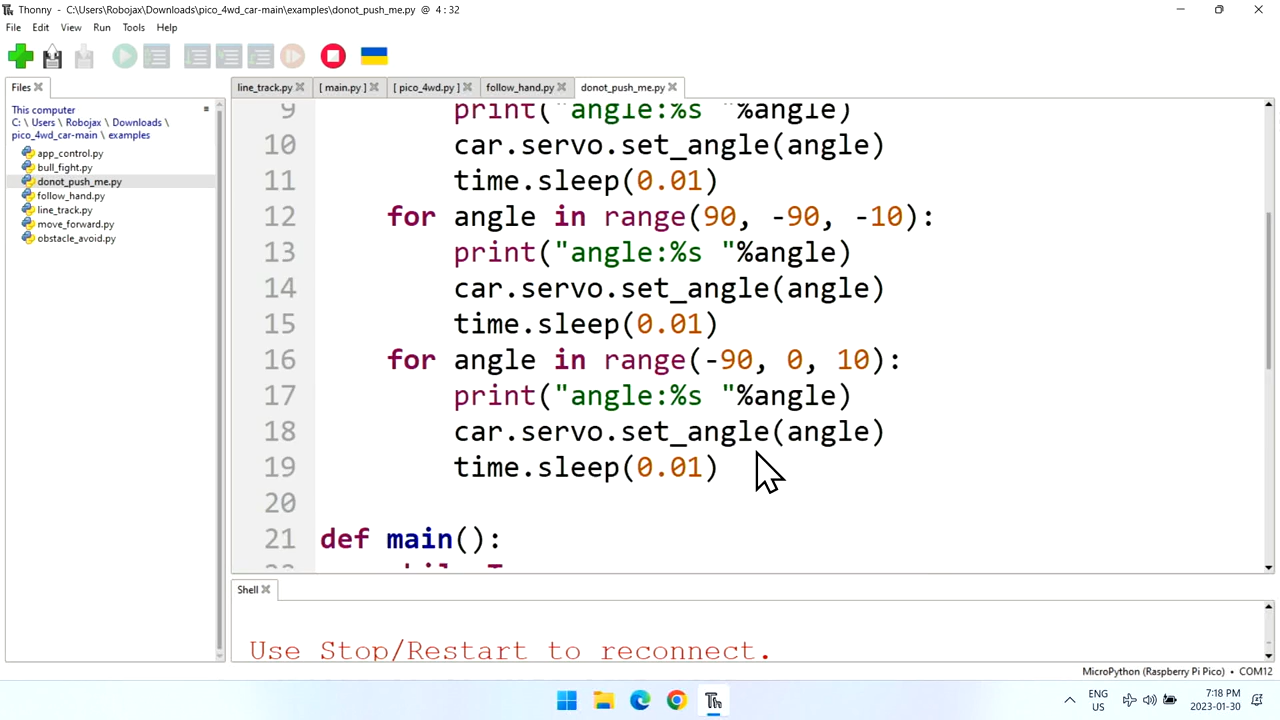 Thonny - C:\Users\Robojax\Downloads\pico_4wd_car-main\examples\donot_push_me.py @ 4 : 32
File Edit View Run Tools Help
Files
This computer
C: \ Users \ Robojax \ Downloads \
pico_4wd_car-main \ examples
app_control.py
bull_fight.py
donot_push_me.py
follow_hand.py
line_track.py
move_forward.py
obstacle_avoid.py
line_track.py [ main.py ] [ pico_4wd.py ] follow_hand.py donot_push_me.py
9 print("angle:%s "%angle)
10 car.servo.set_angle(angle)
11 time.sleep(0.01)
12 for angle in range(90, -90, -10):
13 print("angle:%s "%angle)
14 car.servo.set_angle(angle)
15 time.sleep(0.01)
16 for angle in range(-90, 0, 10):
17 print("angle:%s "%angle)
18 car.servo.set_angle(angle)
19 time.sleep(0.01)
20
21 def main():
Shell
Use Stop/Restart to reconnect.
MicroPython (Raspberry Pi Pico) • COM12
Th
ENG
US
7:18 PM
2023-01-30